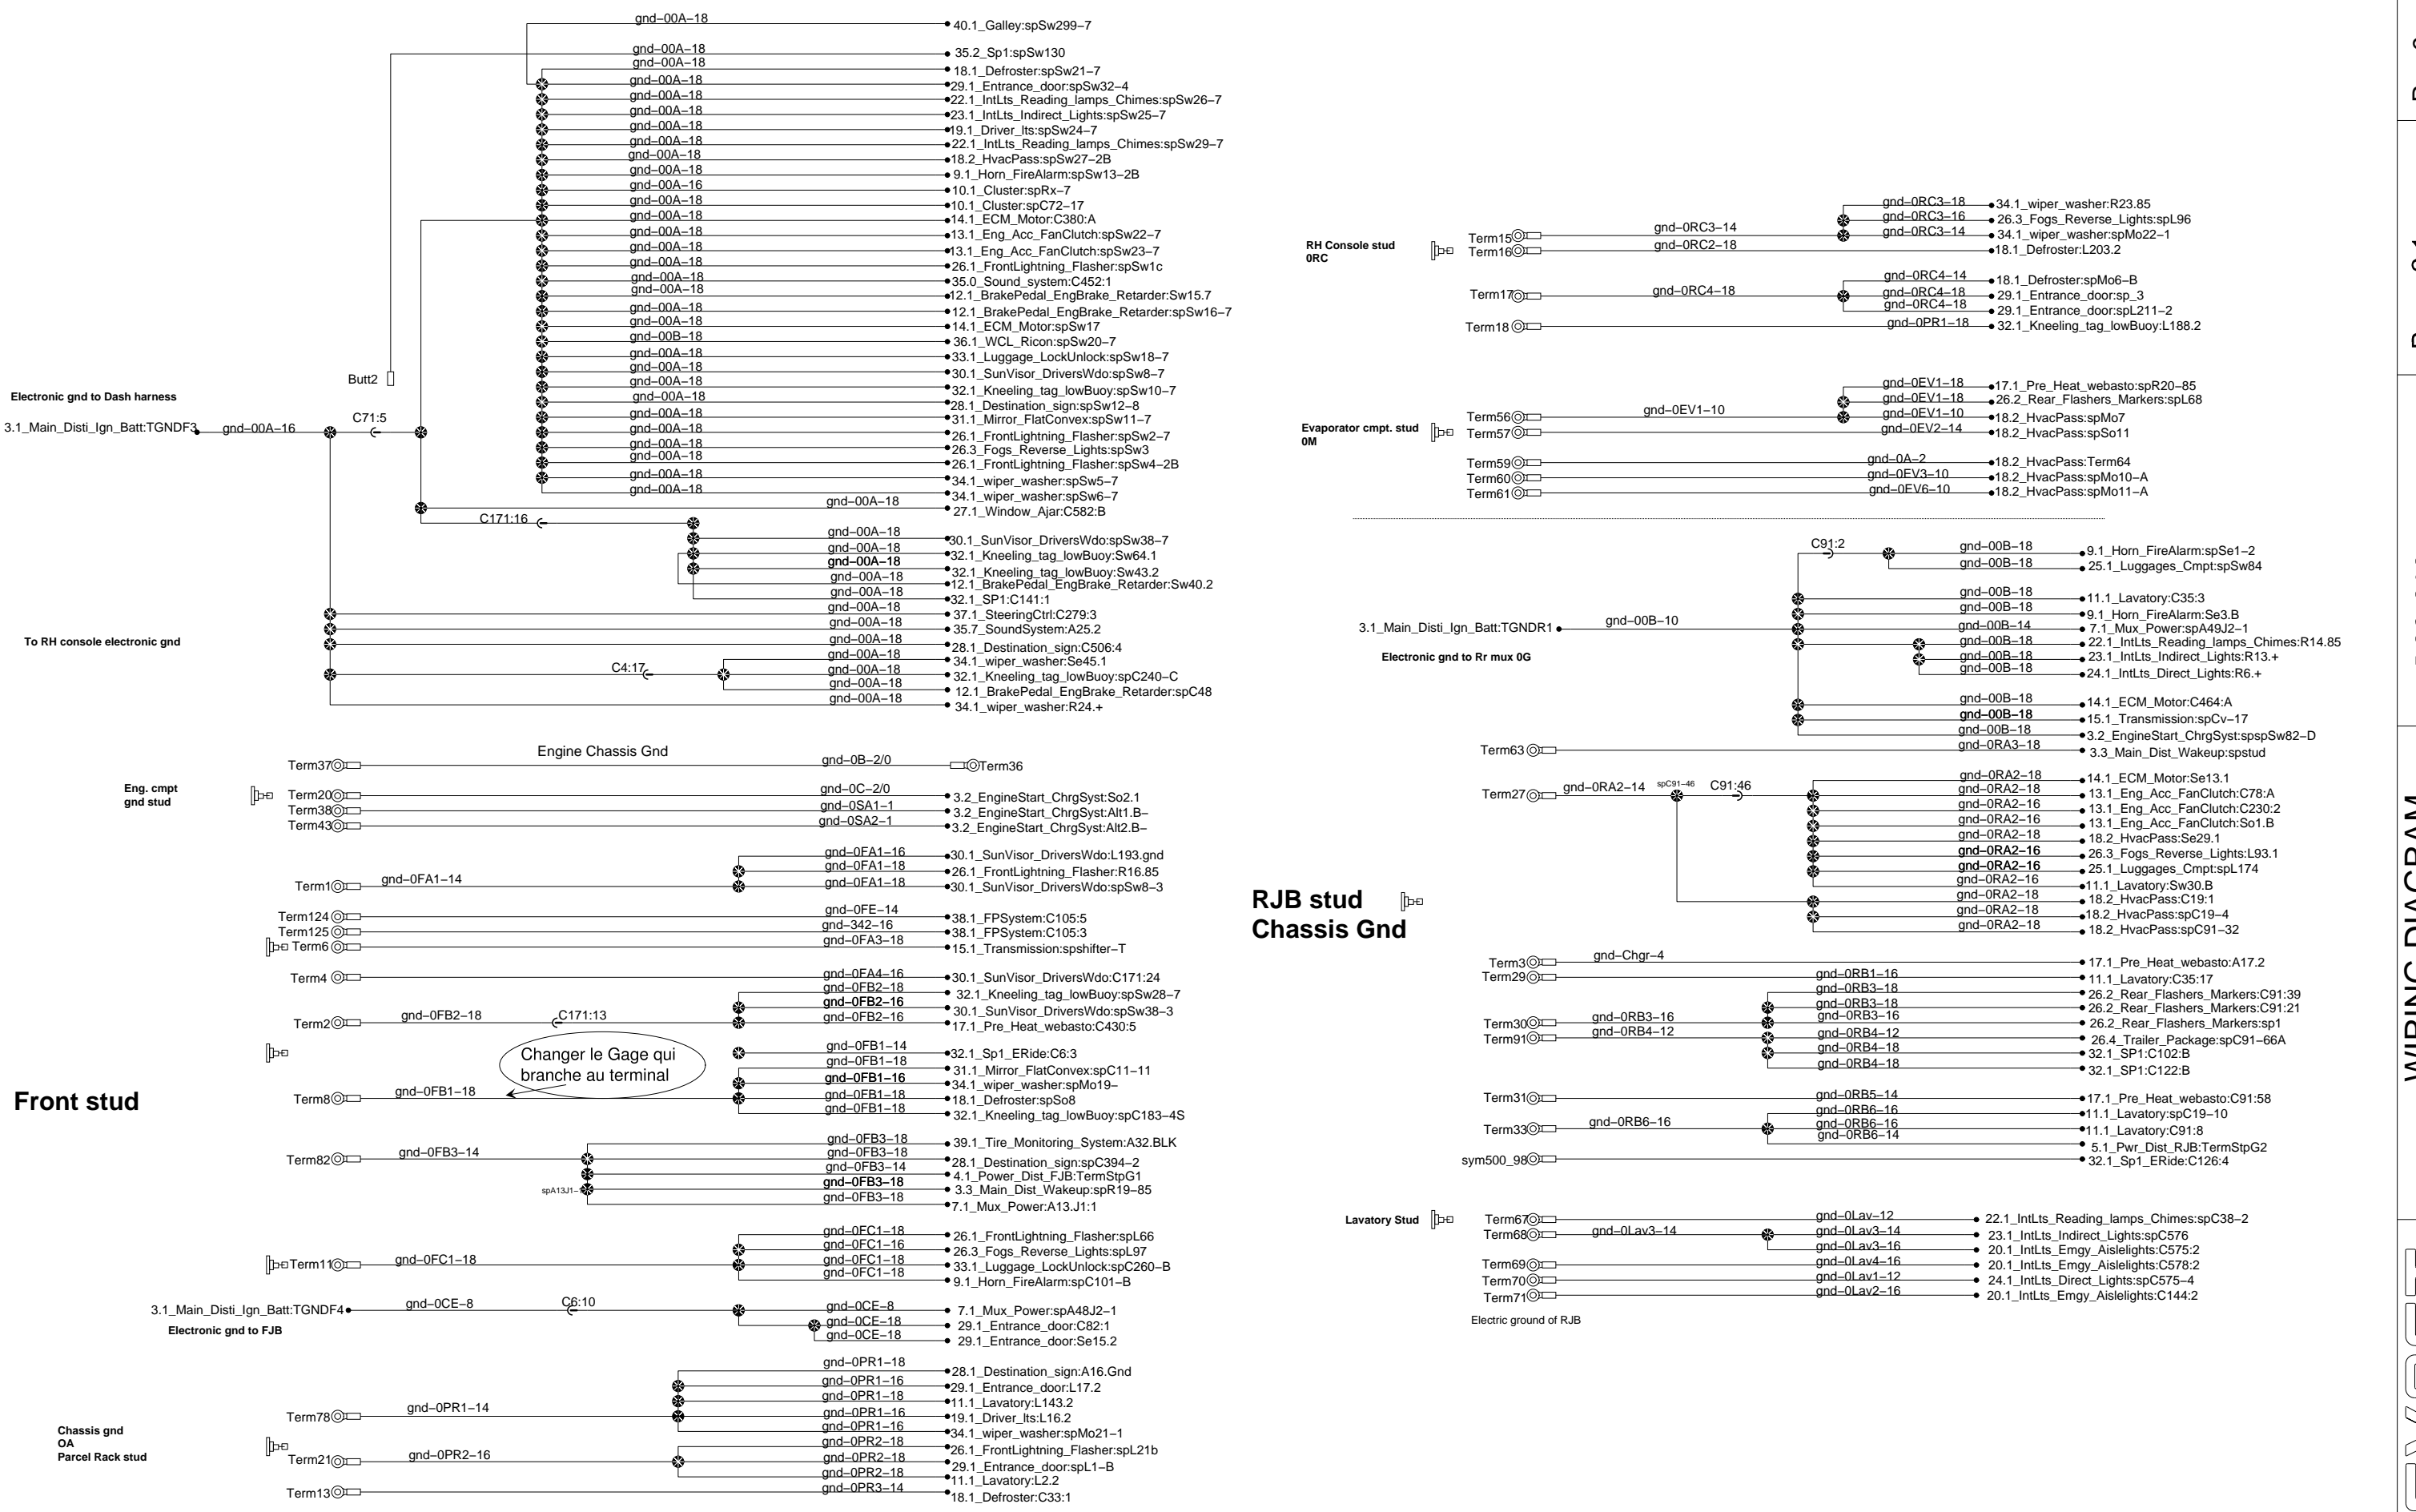 gnd-00A-18 40.1_Galley:spSw299-7
gnd-00A-18 35.2_Sp1:spSw130
gnd-00A-18 18.1_Defroster:spSw21-7
gnd-00A-18 29.1_Entrance_door:spSw32-4
gnd-00A-18 22.1_IntLts_Reading_lamps_Chimes:spSw26-7
gnd-00A-18 23.1_IntLts_Indirect_Lights:spSw25-7
gnd-00A-18 19.1_Driver_lts:spSw24-7
gnd-00A-18 22.1_IntLts_Reading_lamps_Chimes:spSw29-7
gnd-00A-18 18.2_HvacPass:spSw27-2B
gnd-00A-18 9.1_Horn_FireAlarm:spSw13-2B
gnd-00A-16 10.1_Cluster:spRx-7
gnd-00A-18 10.1_Cluster:spC72-17
gnd-00A-18 14.1_ECM_Motor:C380:A
gnd-00A-18 13.1_Eng_Acc_FanClutch:spSw22-7
gnd-00A-18 13.1_Eng_Acc_FanClutch:spSw23-7
gnd-00A-18 26.1_FrontLightning_Flasher:spSw1c
gnd-00A-18 35.0_Sound_system:C452:1
gnd-00A-18 12.1_BrakePedal_EngBrake_Retarder:Sw15.7
gnd-00A-18 12.1_BrakePedal_EngBrake_Retarder:spSw16-7
gnd-00A-18 14.1_ECM_Motor:spSw17
gnd-00B-18 36.1_WCL_Ricon:spSw20-7
gnd-00A-18 33.1_Luggage_LockUnlock:spSw18-7
gnd-00A-18 30.1_SunVisor_DriversWdo:spSw8-7
gnd-00A-18 32.1_Kneeling_tag_lowBuoy:spSw10-7
gnd-00A-18 28.1_Destination_sign:spSw12-8
gnd-00A-18 31.1_Mirror_FlatConvex:spSw11-7
gnd-00A-18 26.1_FrontLightning_Flasher:spSw2-7
gnd-00A-18 26.3_Fogs_Reverse_Lights:spSw3
gnd-00A-18 26.1_FrontLightning_Flasher:spSw4-2B
gnd-00A-18 34.1_wiper_washer:spSw5-7
gnd-00A-18 34.1_wiper_washer:spSw6-7
gnd-00A-18 27.1_Window_Ajar:C582:B
Butt2
Electronic gnd to Dash harness
3.1_Main_Disti_Ign_Batt:TGNDF3 gnd-00A-16 C71:5
C171:16
gnd-00A-18 30.1_SunVisor_DriversWdo:spSw38-7
gnd-00A-18 32.1_Kneeling_tag_lowBuoy:Sw64.1
gnd-00A-18 32.1_Kneeling_tag_lowBuoy:Sw43.2
gnd-00A-18 12.1_BrakePedal_EngBrake_Retarder:Sw40.2
gnd-00A-18 32.1_SP1:C141:1
gnd-00A-18 37.1_SteeringCtrl:C279:3
gnd-00A-18 35.7_SoundSystem:A25.2
To RH console electronic gnd
gnd-00A-18 28.1_Destination_sign:C506:4
gnd-00A-18 34.1_wiper_washer:Se45.1
C4:17 gnd-00A-18 32.1_Kneeling_tag_lowBuoy:spC240-C
gnd-00A-18 12.1_BrakePedal_EngBrake_Retarder:spC48
gnd-00A-18 34.1_wiper_washer:R24.+
Engine Chassis Gnd
Term37 gnd-0B-2/0 Term36
Eng. cmpt
gnd stud
Term20 gnd-0C-2/0 3.2_EngineStart_ChrgSyst:So2.1
Term38 gnd-0SA1-1 3.2_EngineStart_ChrgSyst:Alt1.B-
Term43 gnd-0SA2-1 3.2_EngineStart_ChrgSyst:Alt2.B-
gnd-0FA1-16 30.1_SunVisor_DriversWdo:L193.gnd
gnd-0FA1-18 26.1_FrontLightning_Flasher:R16.85
Term1 gnd-0FA1-14 gnd-0FA1-18 30.1_SunVisor_DriversWdo:spSw8-3
Term124 gnd-0FE-14 38.1_FPSystem:C105:5
Term125 gnd-342-16 38.1_FPSystem:C105:3
Term6 gnd-0FA3-18 15.1_Transmission:spshifter-T
Term4 gnd-0FA4-16 30.1_SunVisor_DriversWdo:C171:24
gnd-0FB2-18 32.1_Kneeling_tag_lowBuoy:spSw28-7
gnd-0FB2-16 30.1_SunVisor_DriversWdo:spSw38-3
Term2 gnd-0FB2-18 C171:13 gnd-0FB2-16 17.1_Pre_Heat_webasto:C430:5
Changer le Gage qui
branche au terminal
gnd-0FB1-14 32.1_Sp1_ERide:C6:3
gnd-0FB1-18 31.1_Mirror_FlatConvex:spC11-11
gnd-0FB1-16 34.1_wiper_washer:spMo19-
Front stud
Term8 gnd-0FB1-18 gnd-0FB1-18 18.1_Defroster:spSo8
gnd-0FB1-18 32.1_Kneeling_tag_lowBuoy:spC183-4S
gnd-0FB3-18 39.1_Tire_Monitoring_System:A32.BLK
Term82 gnd-0FB3-14 gnd-0FB3-18 28.1_Destination_sign:spC394-2
gnd-0FB3-14 4.1_Power_Dist_FJB:TermStpG1
spA13J1- gnd-0FB3-18 3.3_Main_Dist_Wakeup:spR19-85
gnd-0FB3-18 7.1_Mux_Power:A13.J1:1
gnd-0FC1-18 26.1_FrontLightning_Flasher:spL66
gnd-0FC1-16 26.3_Fogs_Reverse_Lights:spL97
Term11 gnd-0FC1-18 gnd-0FC1-18 33.1_Luggage_LockUnlock:spC260-B
gnd-0FC1-18 9.1_Horn_FireAlarm:spC101-B
3.1_Main_Disti_Ign_Batt:TGNDF4 gnd-0CE-8 C6:10 gnd-0CE-8 7.1_Mux_Power:spA48J2-1
Electronic gnd to FJB
gnd-0CE-18 29.1_Entrance_door:C82:1
gnd-0CE-18 29.1_Entrance_door:Se15.2
gnd-0PR1-18 28.1_Destination_sign:A16.Gnd
gnd-0PR1-16 29.1_Entrance_door:L17.2
gnd-0PR1-18 11.1_Lavatory:L143.2
Term78 gnd-0PR1-14 gnd-0PR1-16 19.1_Driver_lts:L16.2
gnd-0PR1-16 34.1_wiper_washer:spMo21-1
Chassis gnd
OA
Parcel Rack stud
gnd-0PR2-18 26.1_FrontLightning_Flasher:spL21b
Term21 gnd-0PR2-16 gnd-0PR2-18 29.1_Entrance_door:spL1-B
gnd-0PR2-18 11.1_Lavatory:L2.2
Term13 gnd-0PR3-14 18.1_Defroster:C33:1
RH Console stud
0RC
gnd-0RC3-18 34.1_wiper_washer:R23.85
gnd-0RC3-16 26.3_Fogs_Reverse_Lights:spL96
Term15 gnd-0RC3-14 gnd-0RC3-14 34.1_wiper_washer:spMo22-1
Term16 gnd-0RC2-18 18.1_Defroster:L203.2
gnd-0RC4-14 18.1_Defroster:spMo6-B
Term17 gnd-0RC4-18 gnd-0RC4-18 29.1_Entrance_door:sp_3
gnd-0RC4-18 29.1_Entrance_door:spL211-2
Term18 gnd-0PR1-18 32.1_Kneeling_tag_lowBuoy:L188.2
Evaporator cmpt. stud
0M
gnd-0EV1-18 17.1_Pre_Heat_webasto:spR20-85
gnd-0EV1-18 26.2_Rear_Flashers_Markers:spL68
Term56 gnd-0EV1-10 gnd-0EV1-10 18.2_HvacPass:spMo7
Term57 gnd-0EV2-14 18.2_HvacPass:spSo11
Term59 gnd-0A-2 18.2_HvacPass:Term64
Term60 gnd-0EV3-10 18.2_HvacPass:spMo10-A
Term61 gnd-0EV6-10 18.2_HvacPass:spMo11-A
C91:2 gnd-00B-18 9.1_Horn_FireAlarm:spSe1-2
gnd-00B-18 25.1_Luggages_Cmpt:spSw84
gnd-00B-18 11.1_Lavatory:C35:3
gnd-00B-18 9.1_Horn_FireAlarm:Se3.B
3.1_Main_Disti_Ign_Batt:TGNDR1 gnd-00B-10 gnd-00B-14 7.1_Mux_Power:spA49J2-1
Electronic gnd to Rr mux 0G
gnd-00B-18 22.1_IntLts_Reading_lamps_Chimes:R14.85
gnd-00B-18 23.1_IntLts_Indirect_Lights:R13.+
gnd-00B-18 24.1_IntLts_Direct_Lights:R6.+
gnd-00B-18 14.1_ECM_Motor:C464:A
gnd-00B-18 15.1_Transmission:spCv-17
gnd-00B-18 3.2_EngineStart_ChrgSyst:spspSw82-D
Term63 gnd-0RA3-18 3.3_Main_Dist_Wakeup:spstud
gnd-0RA2-18 14.1_ECM_Motor:Se13.1
Term27 gnd-0RA2-14 spC91-46 C91:46 gnd-0RA2-18 13.1_Eng_Acc_FanClutch:C78:A
gnd-0RA2-16 13.1_Eng_Acc_FanClutch:C230:2
gnd-0RA2-16 13.1_Eng_Acc_FanClutch:So1.B
gnd-0RA2-18 18.2_HvacPass:Se29.1
gnd-0RA2-16 26.3_Fogs_Reverse_Lights:L93.1
gnd-0RA2-16 25.1_Luggages_Cmpt:spL174
gnd-0RA2-16 11.1_Lavatory:Sw30.B
RJB stud
Chassis Gnd
gnd-0RA2-18 18.2_HvacPass:C19:1
gnd-0RA2-18 18.2_HvacPass:spC19-4
gnd-0RA2-18 18.2_HvacPass:spC91-32
Term3 gnd-Chgr-4 17.1_Pre_Heat_webasto:A17.2
Term29 gnd-0RB1-16 11.1_Lavatory:C35:17
gnd-0RB3-18 26.2_Rear_Flashers_Markers:C91:39
gnd-0RB3-18 26.2_Rear_Flashers_Markers:C91:21
Term30 gnd-0RB3-16 gnd-0RB3-16 26.2_Rear_Flashers_Markers:sp1
Term91 gnd-0RB4-12 gnd-0RB4-12 26.4_Trailer_Package:spC91-66A
gnd-0RB4-18 32.1_SP1:C102:B
gnd-0RB4-18 32.1_SP1:C122:B
Term31 gnd-0RB5-14 17.1_Pre_Heat_webasto:C91:58
gnd-0RB6-16 11.1_Lavatory:spC19-10
Term33 gnd-0RB6-16 gnd-0RB6-16 11.1_Lavatory:C91:8
gnd-0RB6-14 5.1_Pwr_Dist_RJB:TermStpG2
sym500_98 32.1_Sp1_ERide:C126:4
Lavatory Stud
Term67 gnd-0Lav-12 22.1_IntLts_Reading_lamps_Chimes:spC38-2
Term68 gnd-0Lav3-14 gnd-0Lav3-14 23.1_IntLts_Indirect_Lights:spC576
gnd-0Lav3-16 20.1_IntLts_Emgy_Aislelights:C575:2
Term69 gnd-0Lav4-16 20.1_IntLts_Emgy_Aislelights:C578:2
Term70 gnd-0Lav1-12 24.1_IntLts_Direct_Lights:spC575-4
Term71 gnd-0Lav2-16 20.1_IntLts_Emgy_Aislelights:C144:2
Electric ground of RJB
WIRING DIAGRAM